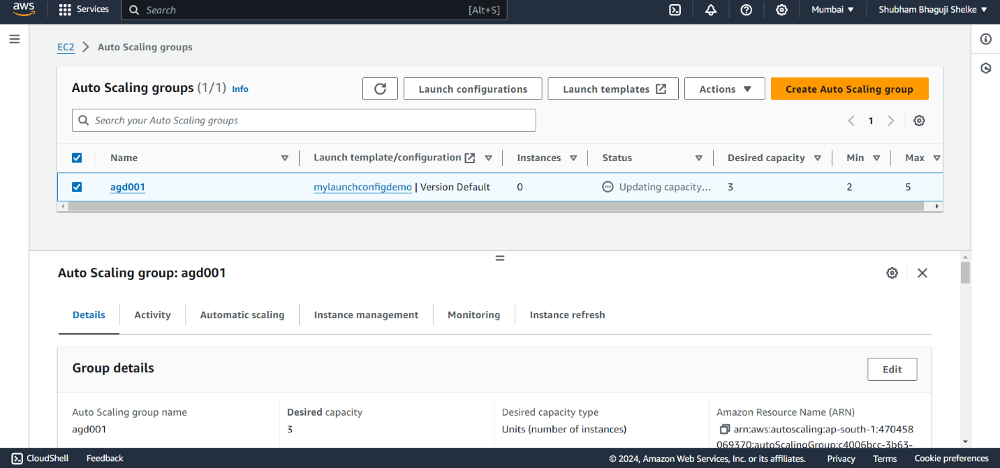 aws Services Search [Alt+S] Mumbai Shubham Bhaguji Shelke
EC2 Auto Scaling groups
Auto Scaling groups (1/1) Info Launch configurations Launch templates Actions Create Auto Scaling group
Search your Auto Scaling groups 1
Name Launch template/configuration Instances Status Desired capacity Min Max
agd001 mylaunchconfigdemo | Version Default 0 Updating capacity... 3 2 5
Auto Scaling group: agd001
Details Activity Automatic scaling Instance management Monitoring Instance refresh
Group details Edit
Auto Scaling group name Desired capacity Desired capacity type Amazon Resource Name (ARN)
agd001 3 Units (number of instances) arn:aws:autoscaling:ap-south-1:470458
069370:autoScalingGroup:c4006bcc-3b63-
CloudShell Feedback © 2024, Amazon Web Services, Inc. or its affiliates. Privacy Terms Cookie preferences